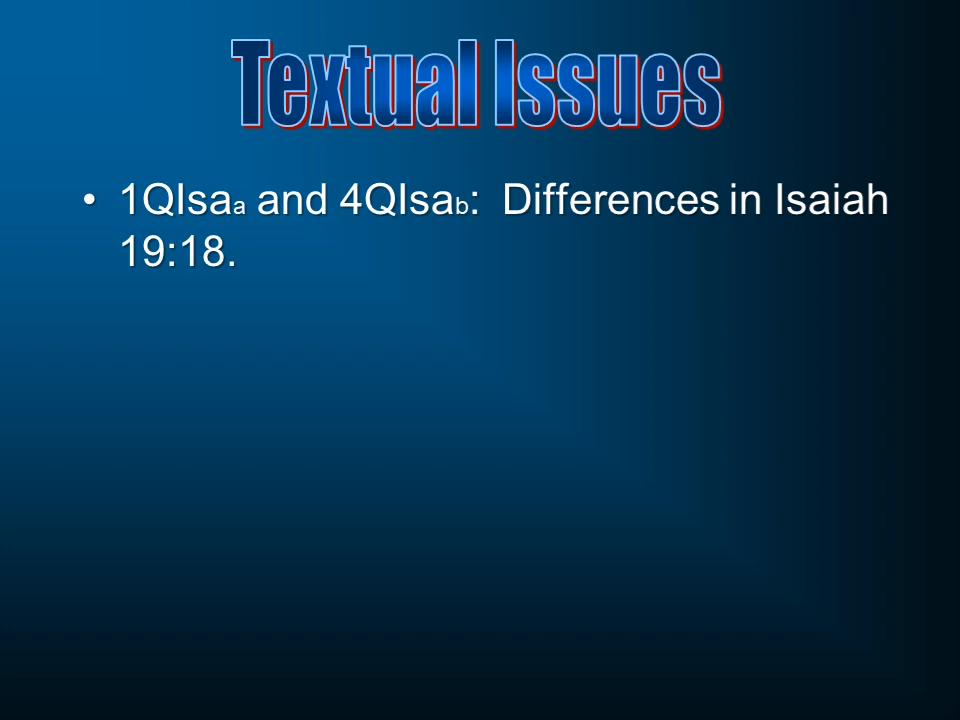 Textual Issues
• 1QIsaa and 4QIsab:  Differences in Isaiah
19:18.